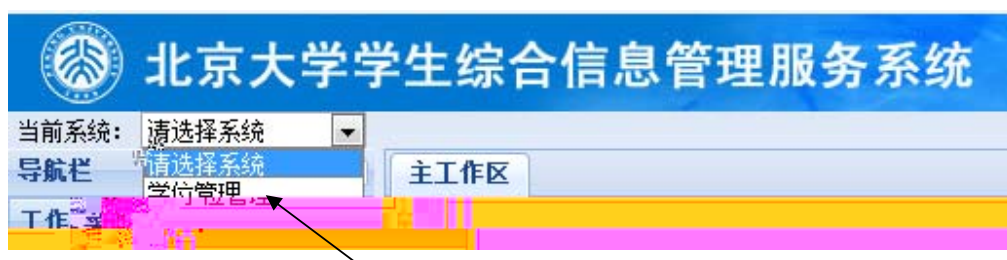 北京大学学生综合信息管理服务系统
当前系统： 请选择系统
导航栏 请选择系统 主工作区
学位管理
工作